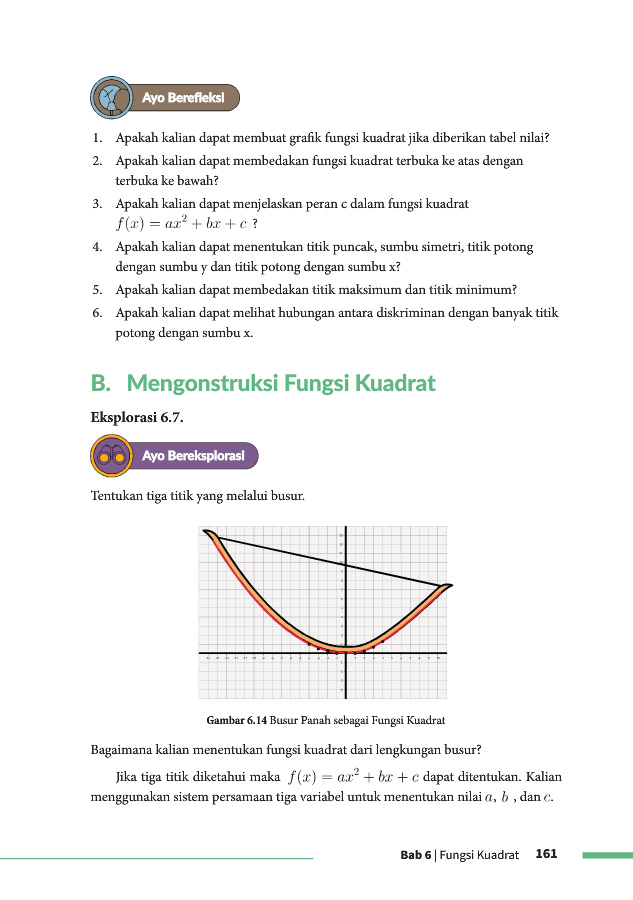 Ayo Berefleksi
1. Apakah kalian dapat membuat grafik fungsi kuadrat jika diberikan tabel nilai?
2. Apakah kalian dapat membedakan fungsi kuadrat terbuka ke atas dengan
terbuka ke bawah?
3. Apakah kalian dapat menjelaskan peran c dalam fungsi kuadrat
f(x) = ax² + bx + c ?
4. Apakah kalian dapat menentukan titik puncak, sumbu simetri, titik potong
dengan sumbu y dan titik potong dengan sumbu x?
5. Apakah kalian dapat membedakan titik maksimum dan titik minimum?
6. Apakah kalian dapat melihat hubungan antara diskriminan dengan banyak titik
potong dengan sumbu x.
B. Mengonstruksi Fungsi Kuadrat
Eksplorasi 6.7.
Ayo Bereksplorasi
Tentukan tiga titik yang melalui busur.
Gambar 6.14 Busur Panah sebagai Fungsi Kuadrat
Bagaimana kalian menentukan fungsi kuadrat dari lengkungan busur?
Jika tiga titik diketahui maka f(x) = ax² + bx + c dapat ditentukan. Kalian
menggunakan sistem persamaan tiga variabel untuk menentukan nilai a, b , dan c.
Bab 6 | Fungsi Kuadrat 161